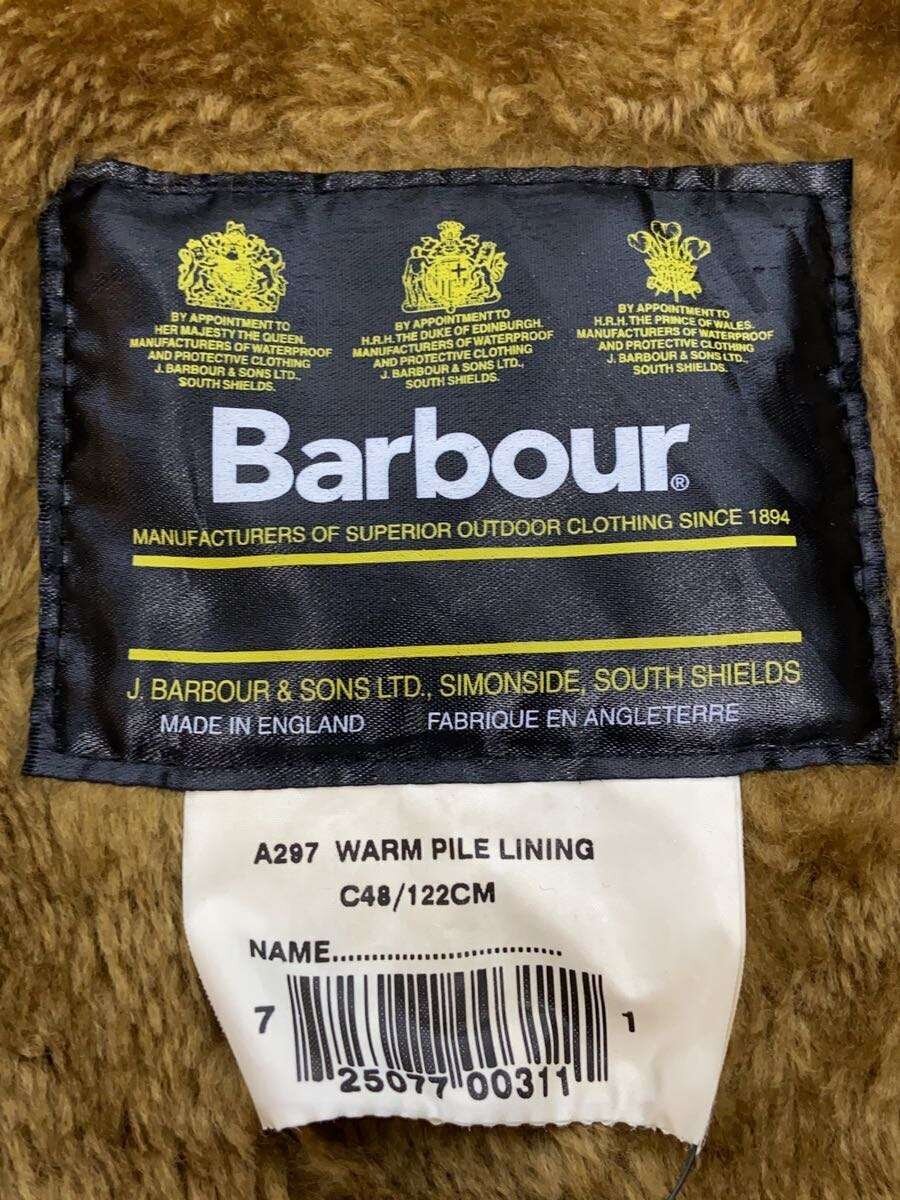 BY APPOINTMENT TO
HER MAJESTY THE QUEEN.
MANUFACTURERS OF WATERPROOF
AND PROTECTIVE CLOTHING
J. BARBOUR & SONS LTD.,
SOUTH SHIELDS.
BY APPOINTMENT TO
H.R.H. THE DUKE OF EDINBURGH.
MANUFACTURERS OF WATERPROOF
AND PROTECTIVE CLOTHING
J. BARBOUR & SONS LTD.,
SOUTH SHIELDS.
BY APPOINTMENT TO
H.R.H. THE PRINCE OF WALES.
MANUFACTURERS OF WATERPROOF
AND PROTECTIVE CLOTHING
J. BARBOUR & SONS LTD.,
SOUTH SHIELDS.
Barbour®
MANUFACTURERS OF SUPERIOR OUTDOOR CLOTHING SINCE 1894
J. BARBOUR & SONS LTD., SIMONSIDE, SOUTH SHIELDS
MADE IN ENGLAND FABRIQUE EN ANGLETERRE
A297 WARM PILE LINING
C48/122CM
NAME..............................
7 25077 00311 1